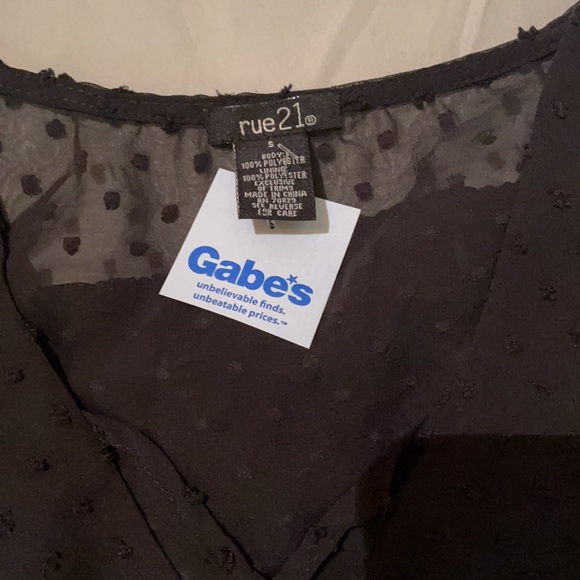 rue21®
S
BODY:
100% POLYESTER
LINING:
100% POLYESTER
EXCLUSIVE
OF TRIMS
MADE IN CHINA
RN 70829
SEE REVERSE
FOR CARE
S
Gabe's
unbelievable finds.
unbeatable prices.™